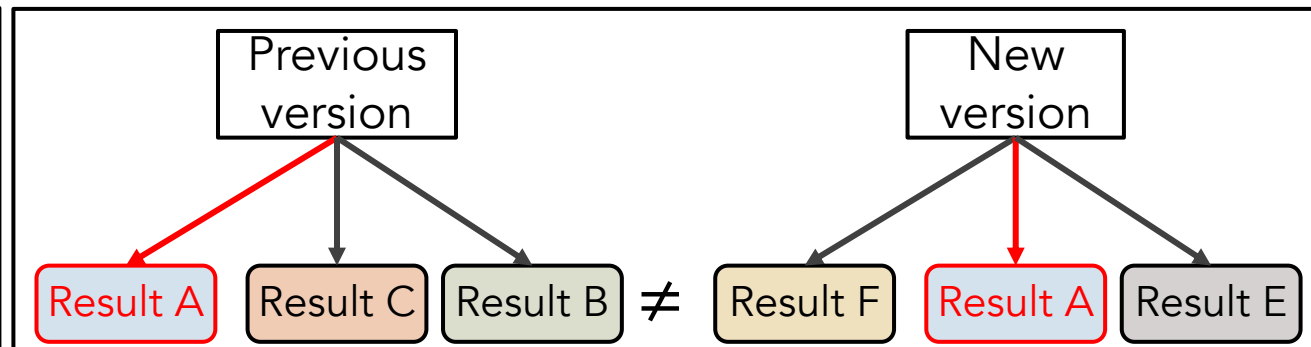 Previous
version
New
version
Result A
Result C
Result B
≠
Result F
Result A
Result E